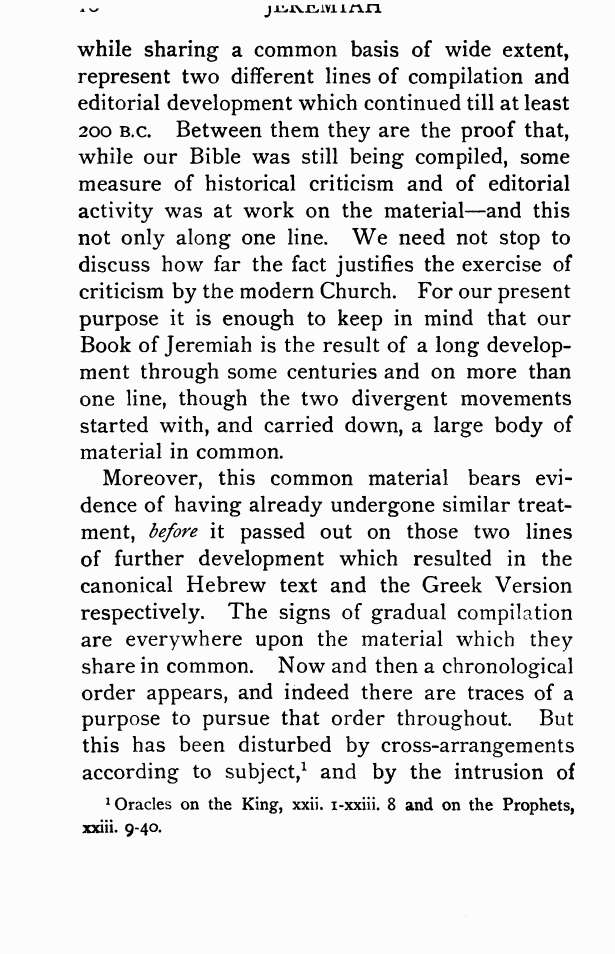 JEREMIAH
while sharing a common basis of wide extent,
represent two different lines of compilation and
editorial development which continued till at least
200 B.C. Between them they are the proof that,
while our Bible was still being compiled, some
measure of historical criticism and of editorial
activity was at work on the material—and this
not only along one line. We need not stop to
discuss how far the fact justifies the exercise of
criticism by the modern Church. For our present
purpose it is enough to keep in mind that our
Book of Jeremiah is the result of a long develop-
ment through some centuries and on more than
one line, though the two divergent movements
started with, and carried down, a large body of
material in common.
Moreover, this common material bears evi-
dence of having already undergone similar treat-
ment, before it passed out on those two lines
of further development which resulted in the
canonical Hebrew text and the Greek Version
respectively. The signs of gradual compilation
are everywhere upon the material which they
share in common. Now and then a chronological
order appears, and indeed there are traces of a
purpose to pursue that order throughout. But
this has been disturbed by cross-arrangements
according to subject,¹ and by the intrusion of
¹ Oracles on the King, xxii. 1-xxiii. 8 and on the Prophets,
xxiii. 9-40.